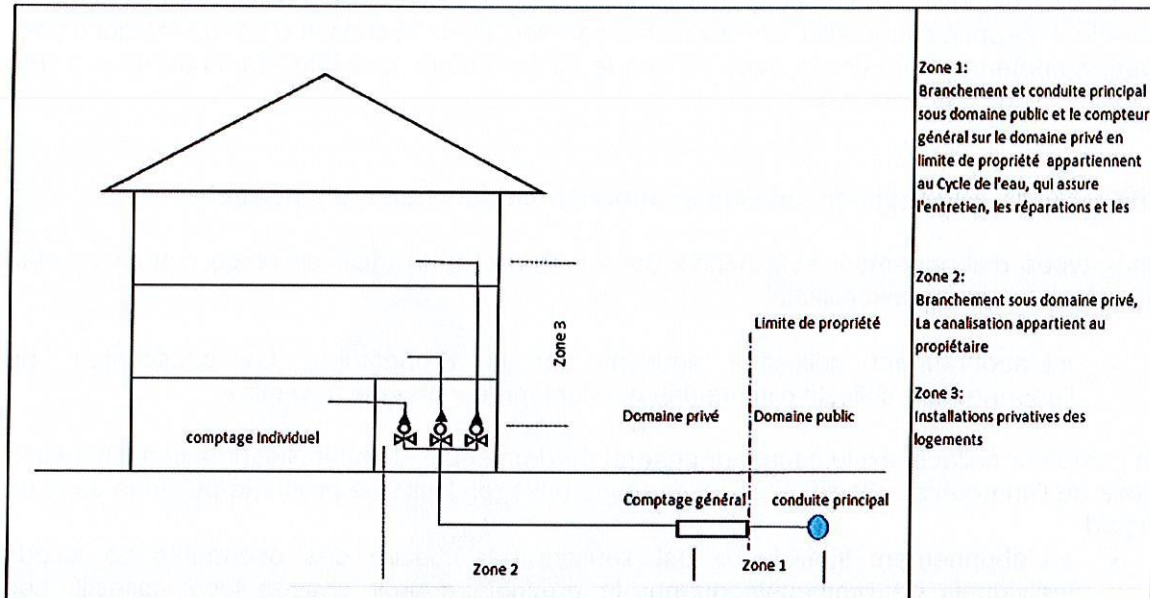 Zone 1:
Branchement et conduite principal
sous domaine public et le compteur
général sur le domaine privé en
limite de propriété appartiennent
au Cycle de l'eau, qui assure
l'entretien, les réparations et les
Zone 2:
Branchement sous domaine privé,
La canalisation appartient au
propiétaire
Zone 3:
Installations privatives des
logements
Zone 3
Limite de propriété
Domaine privé
Domaine public
comptage Individuel
Comptage général
conduite principal
Zone 2
Zone 1